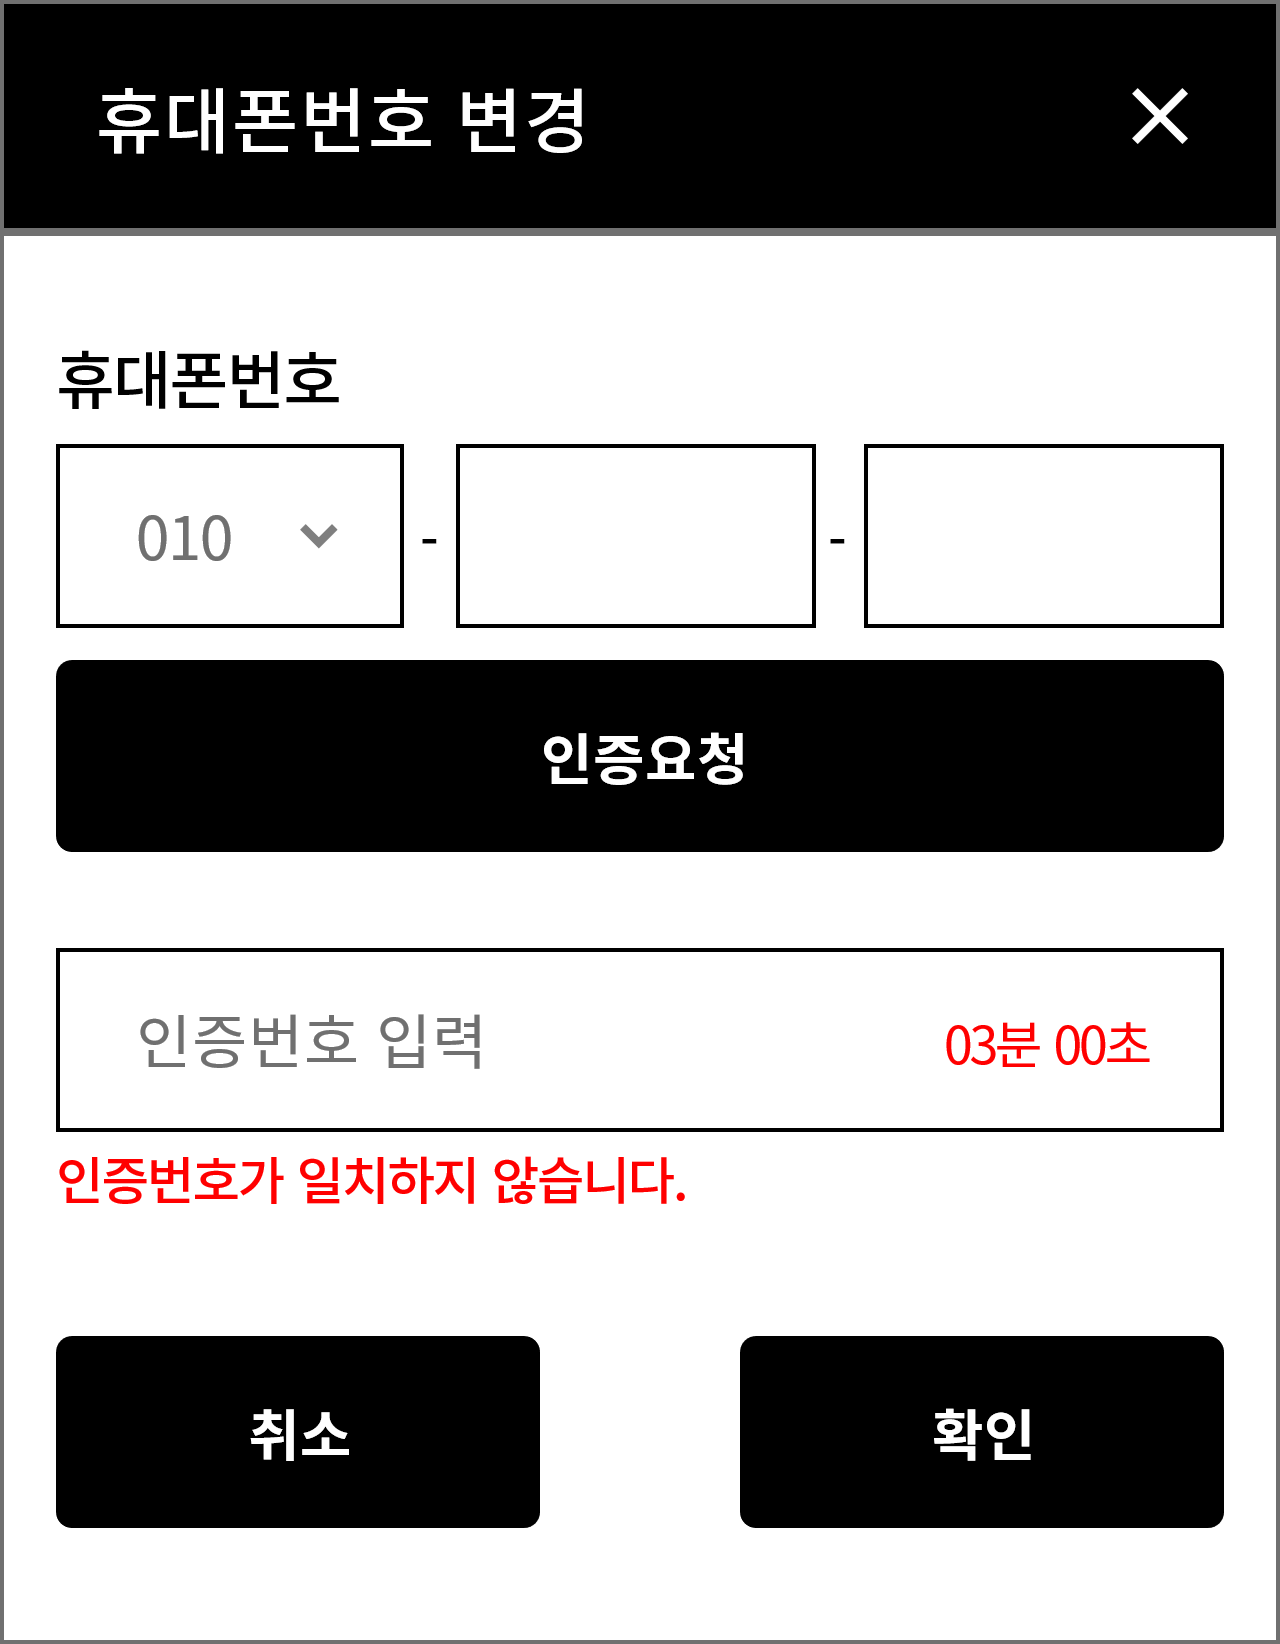 휴대폰번호 변경
휴대폰번호
010 - -
인증요청
인증번호 입력 03분 00초
인증번호가 일치하지 않습니다.
취소 확인